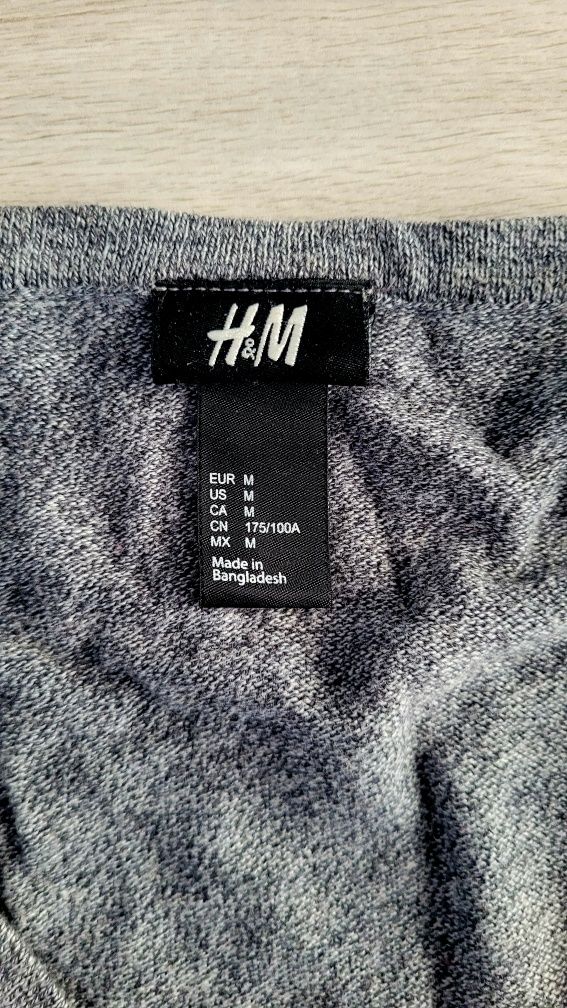 H&M
EUR M
US M
CA M
CN 175/100A
MX M
Made in
Bangladesh